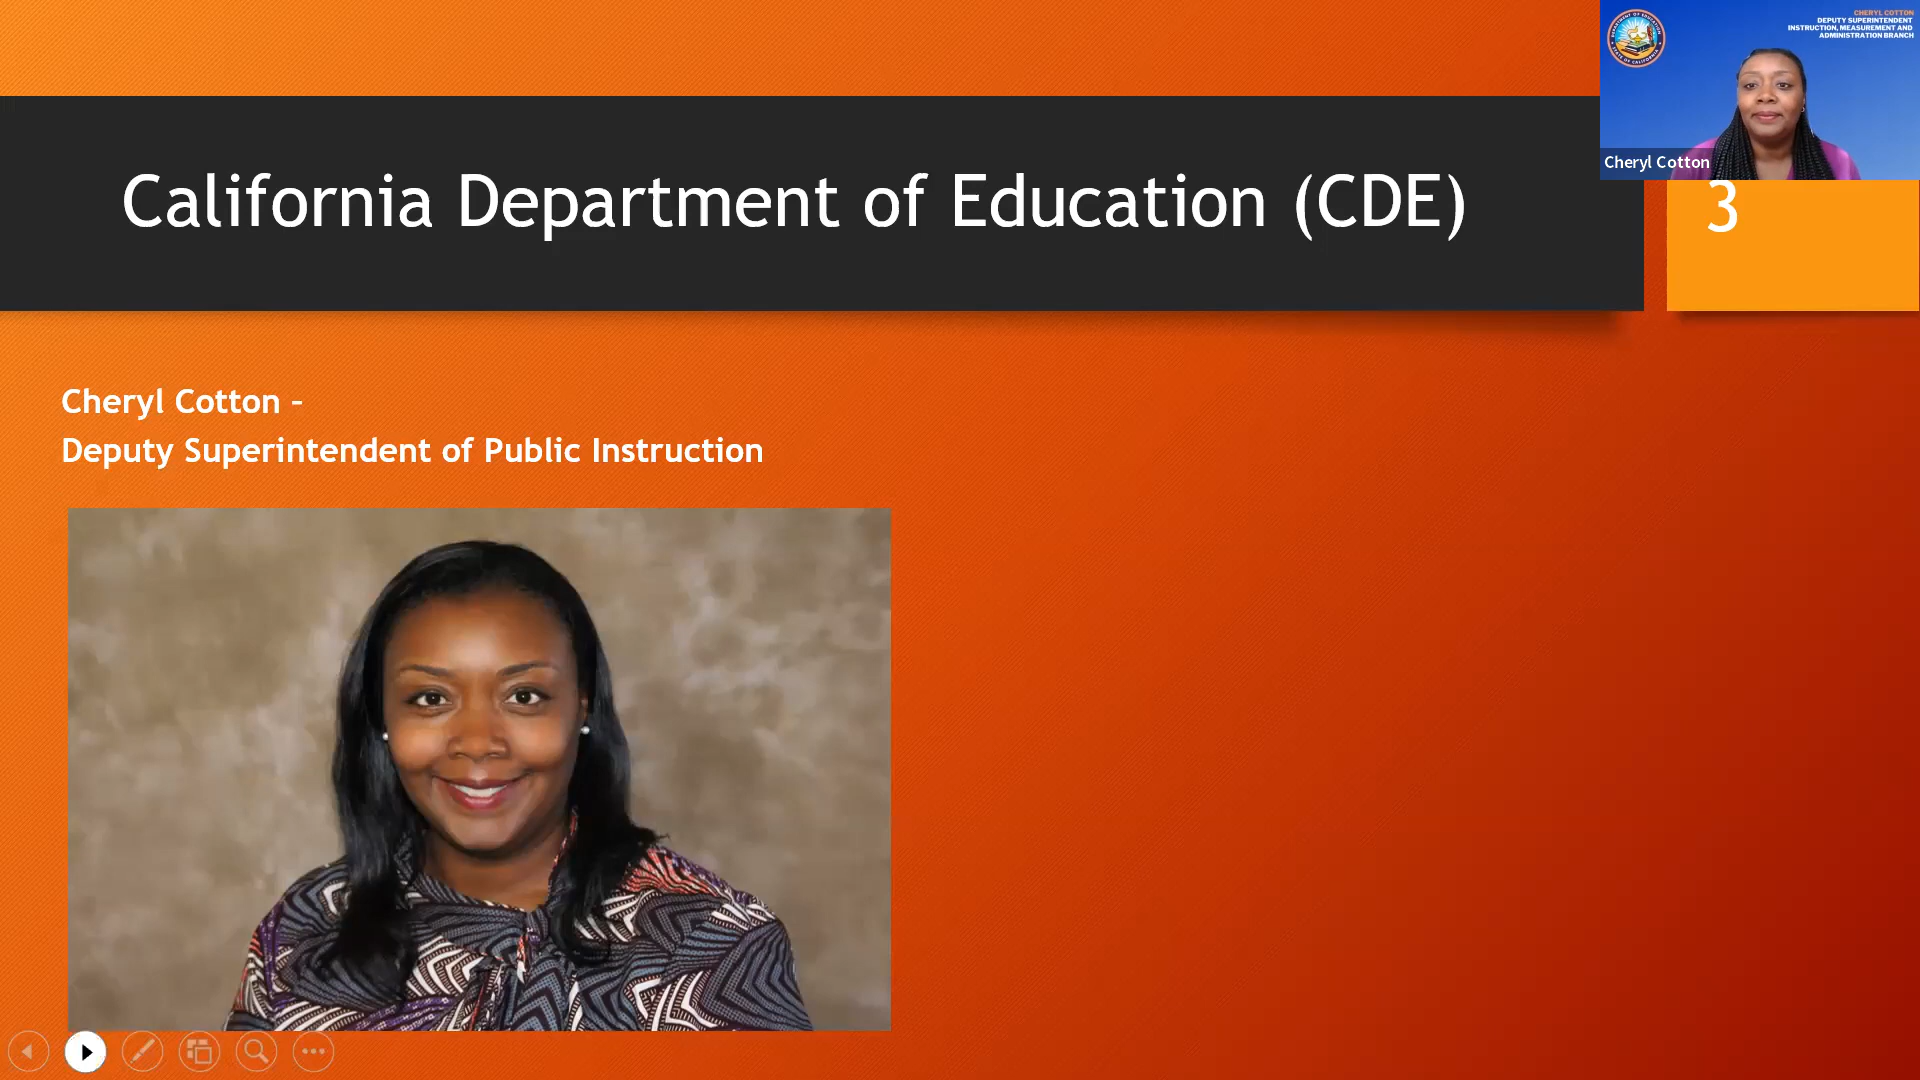 CHERYL COTTON
DEPUTY SUPERINTENDENT
INSTRUCTION, MEASUREMENT AND
ADMINISTRATION BRANCH
Cheryl Cotton
California Department of Education (CDE)
3
Cheryl Cotton –
Deputy Superintendent of Public Instruction